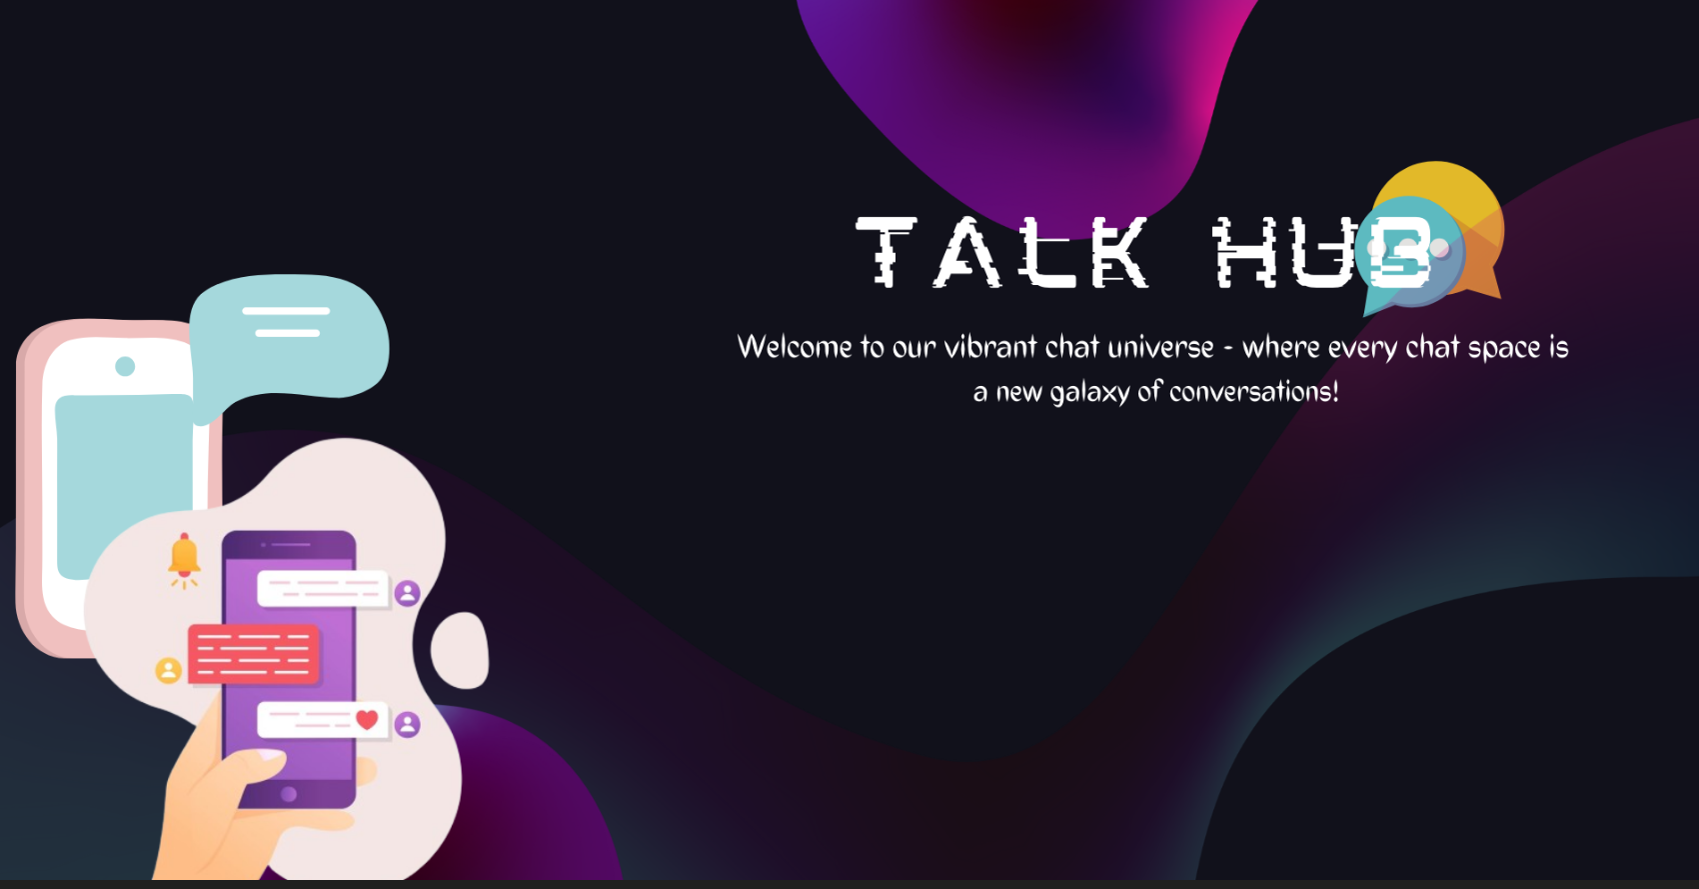 TALK HUB
Welcome to our vibrant chat universe - where every chat space is
a new galaxy of conversations!